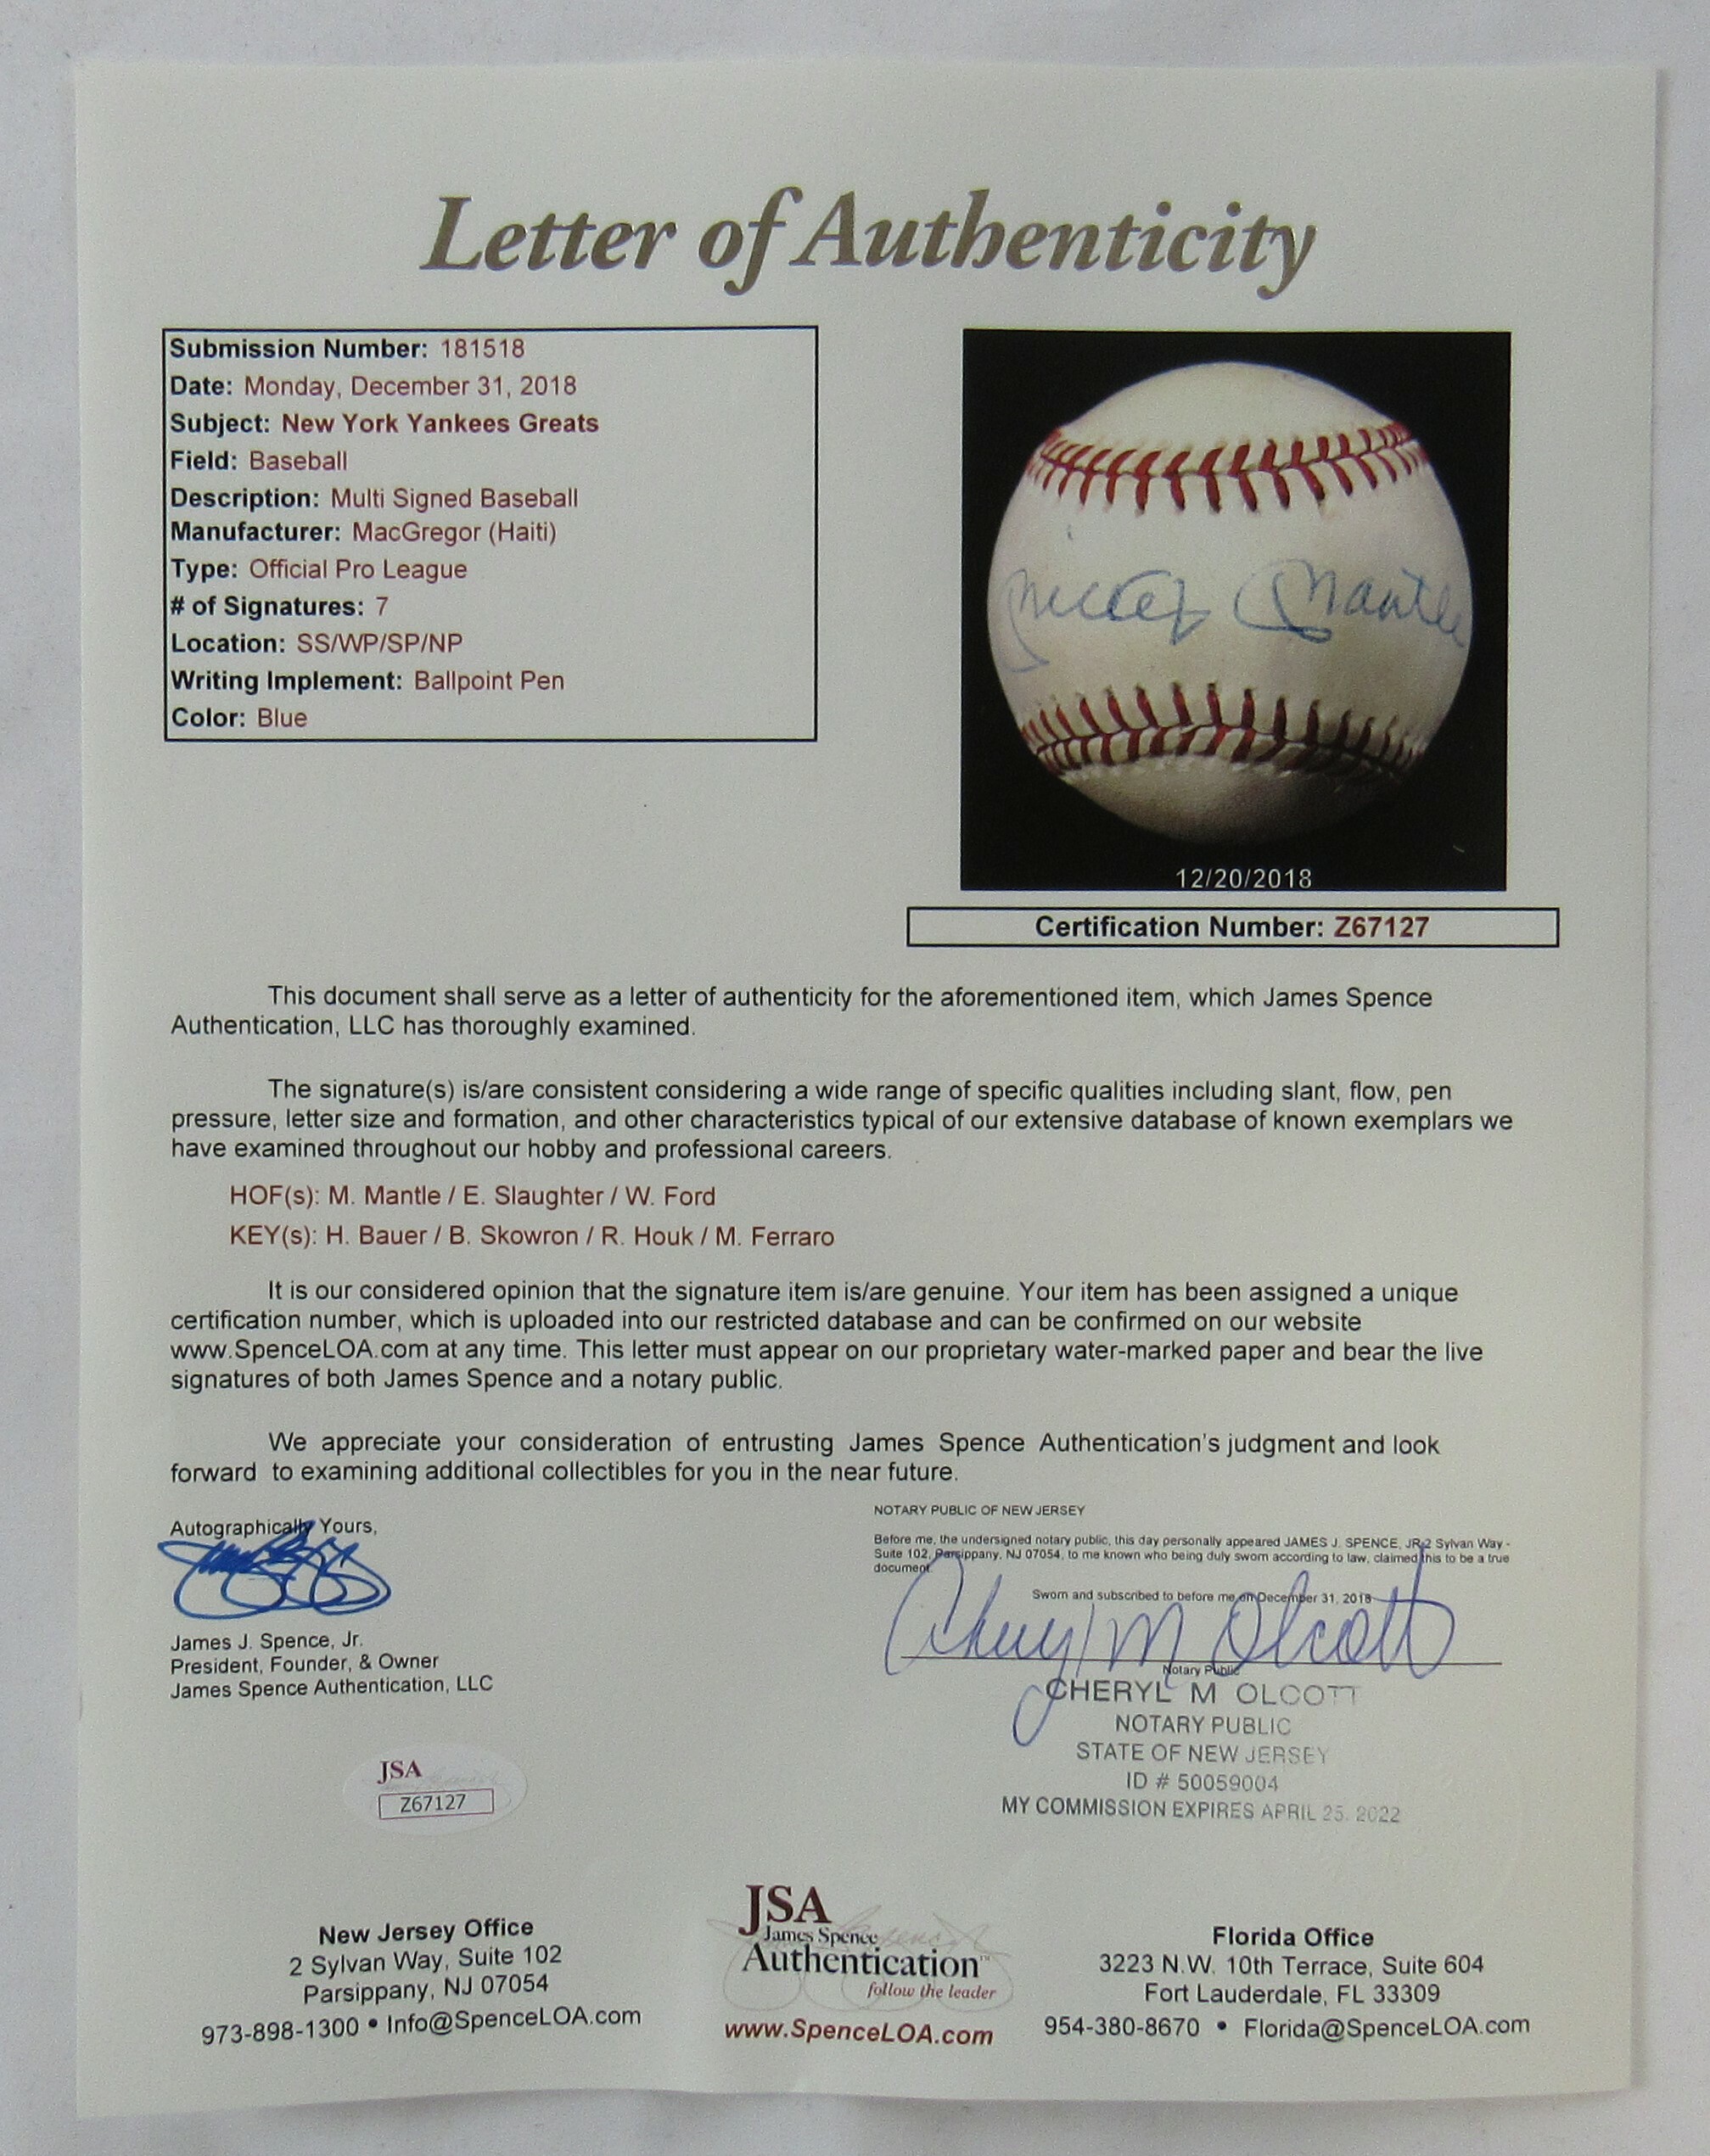 Letter of Authenticity
Submission Number: 181518
Date: Monday, December 31, 2018
Subject: New York Yankees Greats
Field: Baseball
Description: Multi Signed Baseball
Manufacturer: MacGregor (Haiti)
Type: Official Pro League
# of Signatures: 7
Location: SS/WP/SP/NP
Writing Implement: Ballpoint Pen
Color: Blue
Mickey Mantle
12/20/2018
Certification Number: Z67127
This document shall serve as a letter of authenticity for the aforementioned item, which James Spence
Authentication, LLC has thoroughly examined.
The signature(s) is/are consistent considering a wide range of specific qualities including slant, flow, pen
pressure, letter size and formation, and other characteristics typical of our extensive database of known exemplars we
have examined throughout our hobby and professional careers.
HOF(s): M. Mantle / E. Slaughter / W. Ford
KEY(s): H. Bauer / B. Skowron / R. Houk / M. Ferraro
It is our considered opinion that the signature item is/are genuine. Your item has been assigned a unique
certification number, which is uploaded into our restricted database and can be confirmed on our website
www.SpenceLOA.com at any time. This letter must appear on our proprietary water-marked paper and bear the live
signatures of both James Spence and a notary public.
We appreciate your consideration of entrusting James Spence Authentication's judgment and look
forward to examining additional collectibles for you in the near future.
Autographically Yours,
James J. Spence, Jr.
President, Founder, & Owner
James Spence Authentication, LLC
NOTARY PUBLIC OF NEW JERSEY
Before me, the undersigned notary public, this day personally appeared JAMES J. SPENCE, JR 2 Sylvan Way -
Suite 102, Parsippany, NJ 07054, to me known who being duly sworn according to law, claimed this to be a true
document.
Sworn and subscribed to before me on December 31, 2018
Cheryl M Olcott
Notary Public
CHERYL M OLCOTT
NOTARY PUBLIC
STATE OF NEW JERSEY
ID # 50059004
MY COMMISSION EXPIRES APRIL 25, 2022
JSA
Z67127
New Jersey Office
2 Sylvan Way, Suite 102
Parsippany, NJ 07054
973-898-1300 • Info@SpenceLOA.com
JSA
James Spence
Authentication™
follow the leader
www.SpenceLOA.com
Florida Office
3223 N.W. 10th Terrace, Suite 604
Fort Lauderdale, FL 33309
954-380-8670 • Florida@SpenceLOA.com